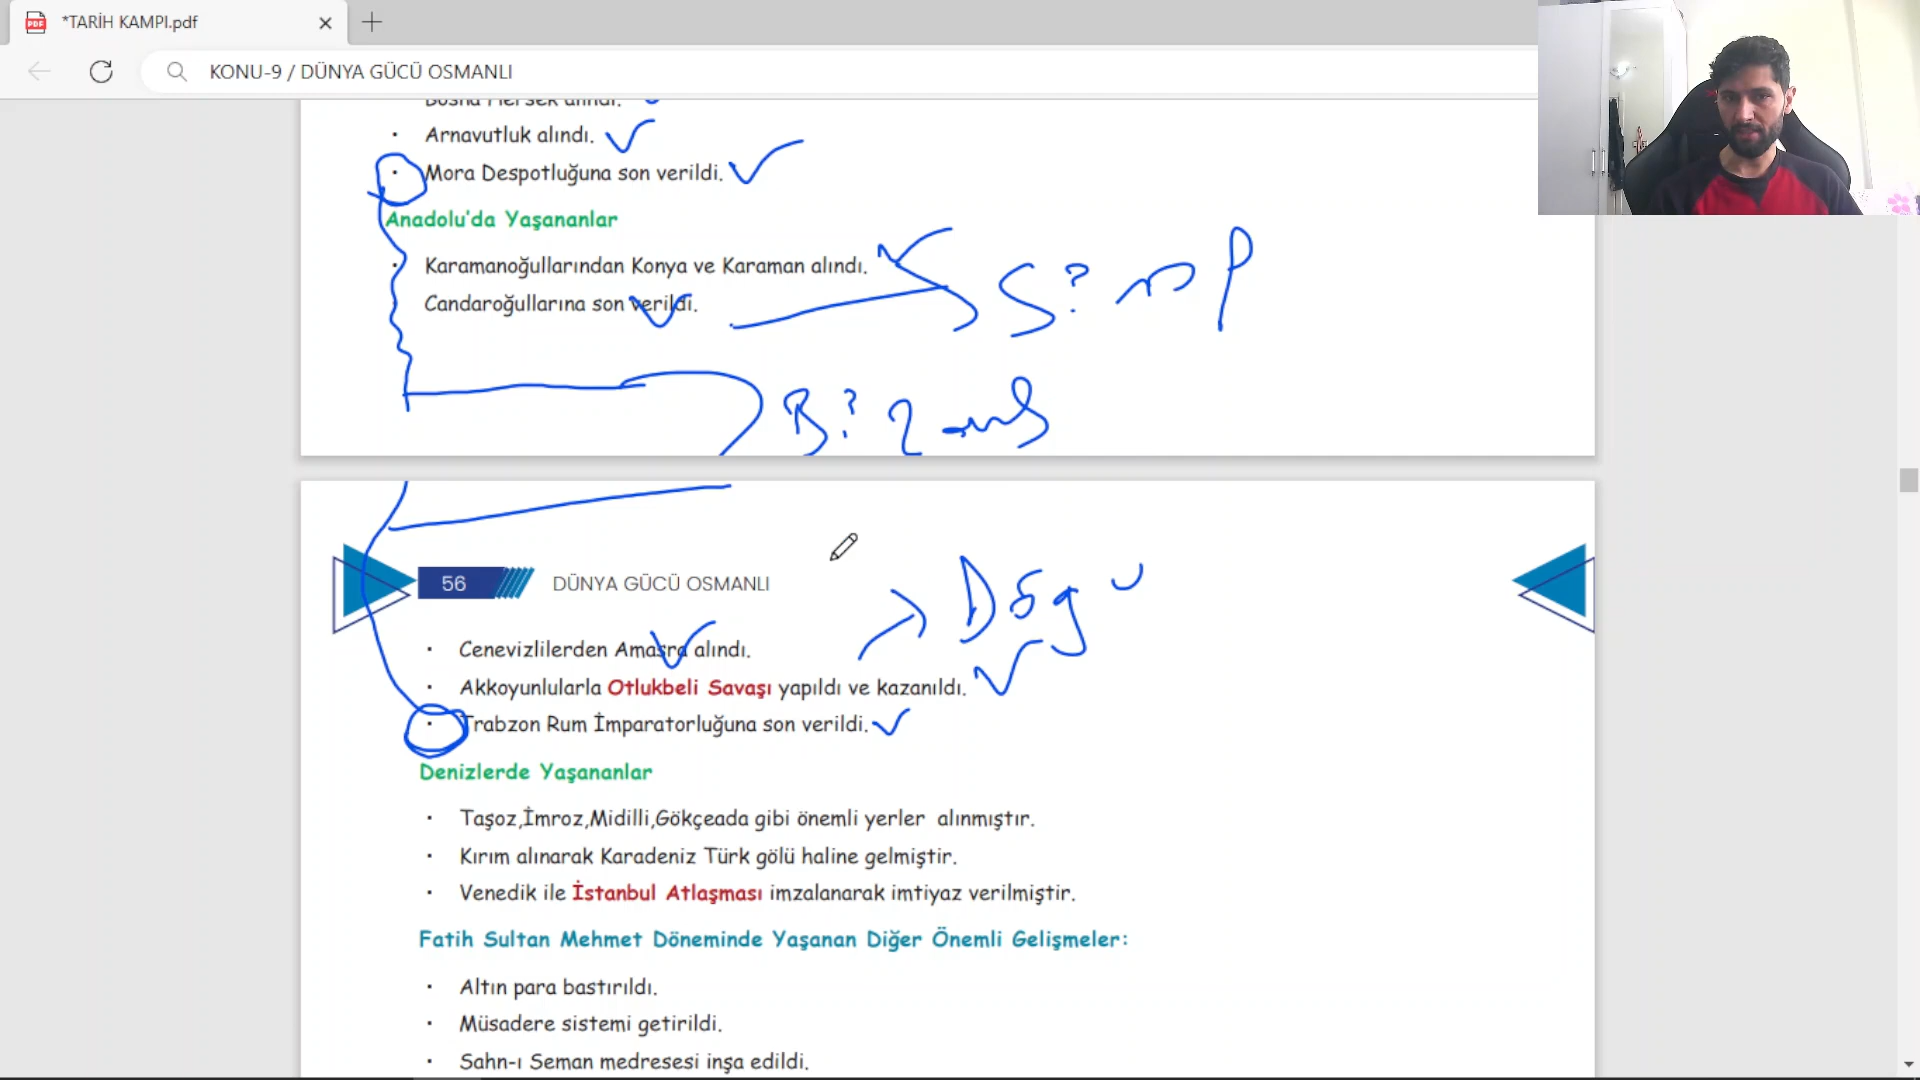 *TARİH KAMPI.pdf
KONU-9 / DÜNYA GÜCÜ OSMANLI
Bosna Hersek alındı.
Arnavutluk alındı.
Mora Despotluğuna son verildi.
Anadolu'da Yaşananlar
Karamanoğullarından Konya ve Karaman alındı.
Candaroğullarına son verildi.
56 DÜNYA GÜCÜ OSMANLI
Doğu
Cenevizlilerden Amasra alındı.
Akkoyunlularla Otlukbeli Savaşı yapıldı ve kazanıldı.
Trabzon Rum İmparatorluğuna son verildi.
Denizlerde Yaşananlar
Taşoz,İmroz,Midilli,Gökçeada gibi önemli yerler alınmıştır.
Kırım alınarak Karadeniz Türk gölü haline gelmiştir.
Venedik ile İstanbul Atlaşması imzalanarak imtiyaz verilmiştir.
Fatih Sultan Mehmet Döneminde Yaşanan Diğer Önemli Gelişmeler:
Altın para bastırıldı.
Müsadere sistemi getirildi.
Sahn-ı Seman medresesi inşa edildi.